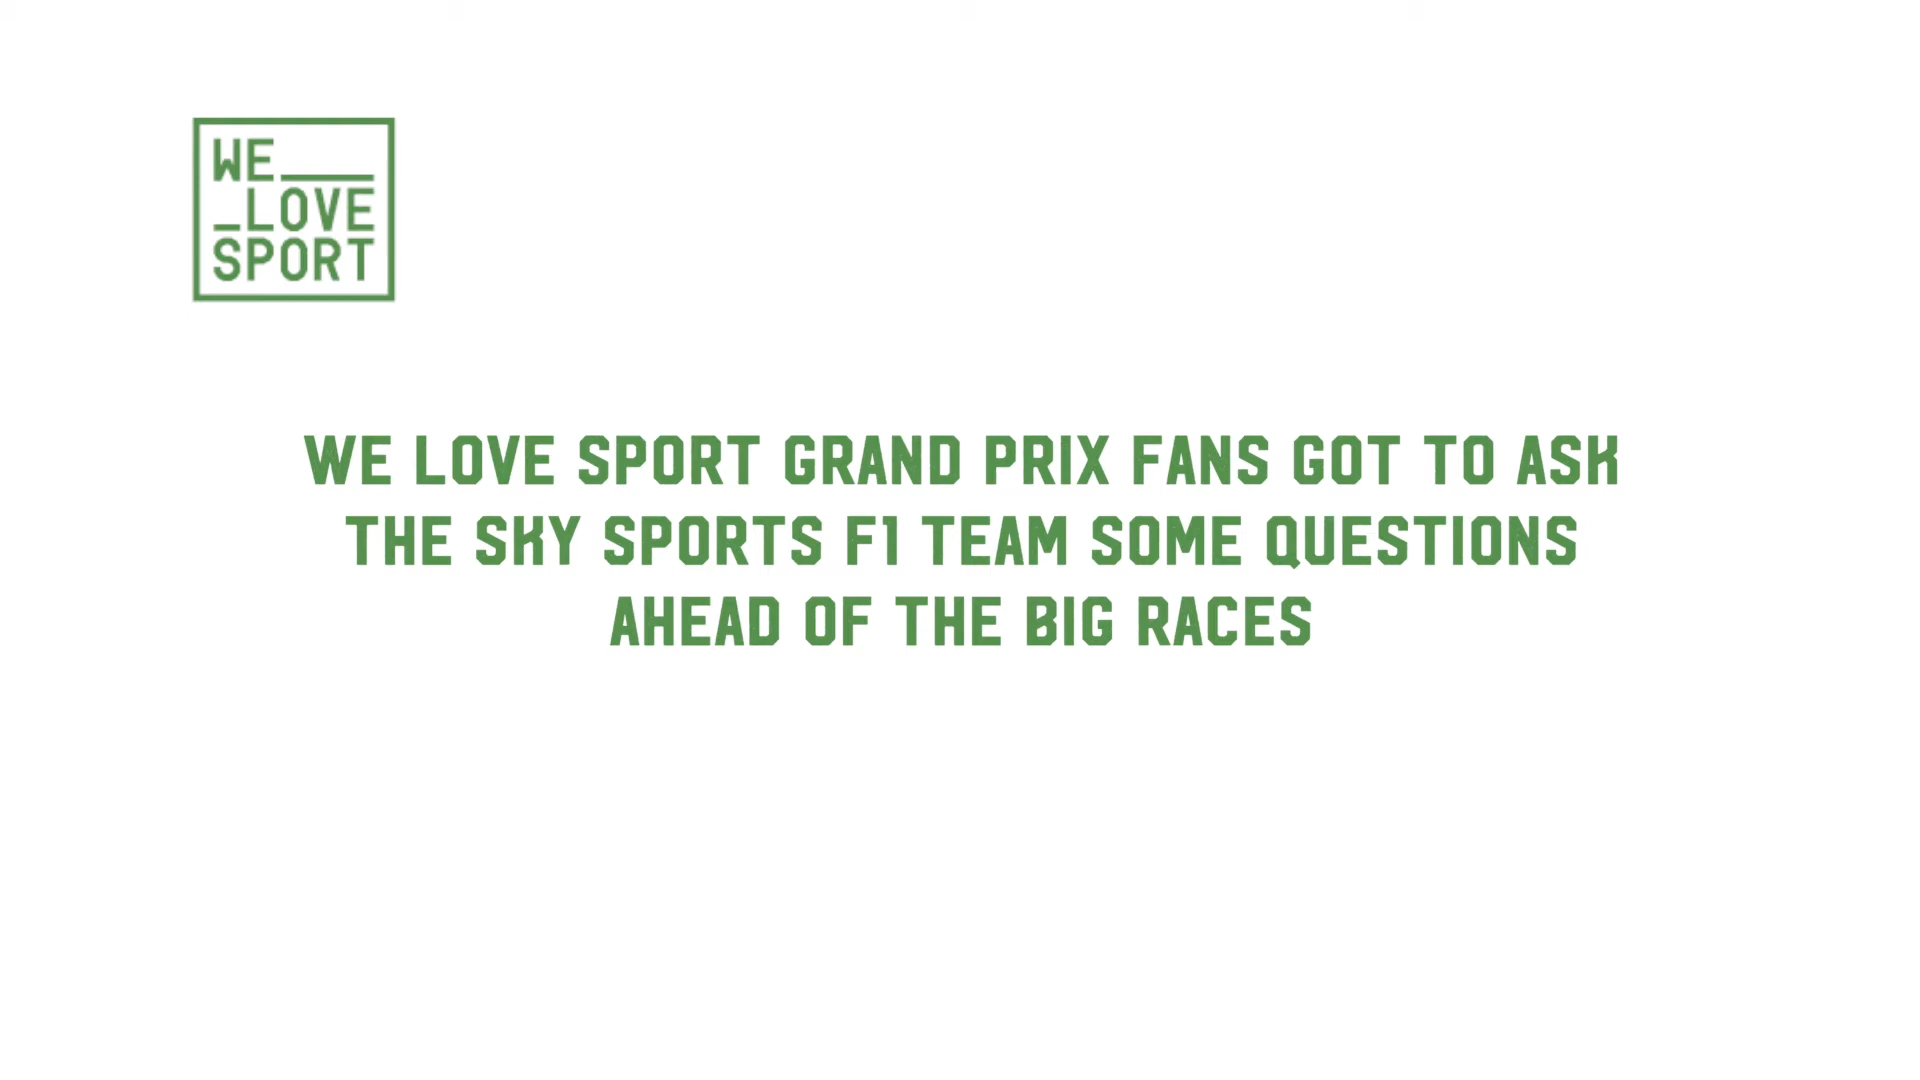 WE
LOVE
SPORT
WE LOVE SPORT GRAND PRIX FANS GOT TO ASK
THE SKY SPORTS F1 TEAM SOME QUESTIONS
AHEAD OF THE BIG RACES